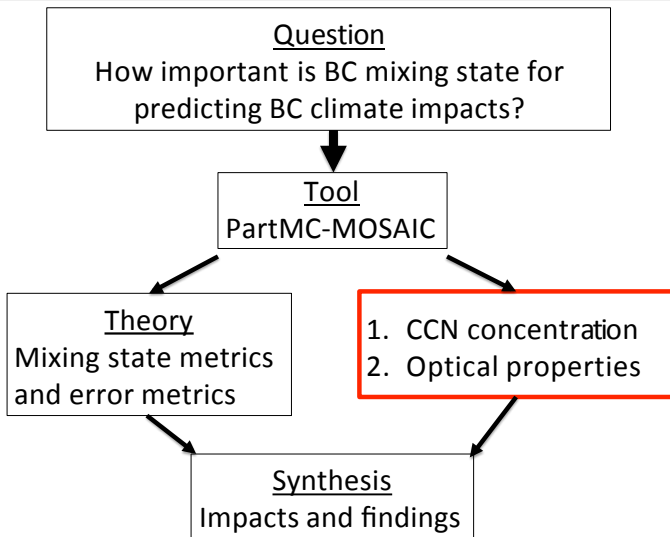 Question
How important is BC mixing state for
predicting BC climate impacts?
Tool
PartMC-MOSAIC
Theory
Mixing state metrics
and error metrics
1. CCN concentration
2. Optical properties
Synthesis
Impacts and findings